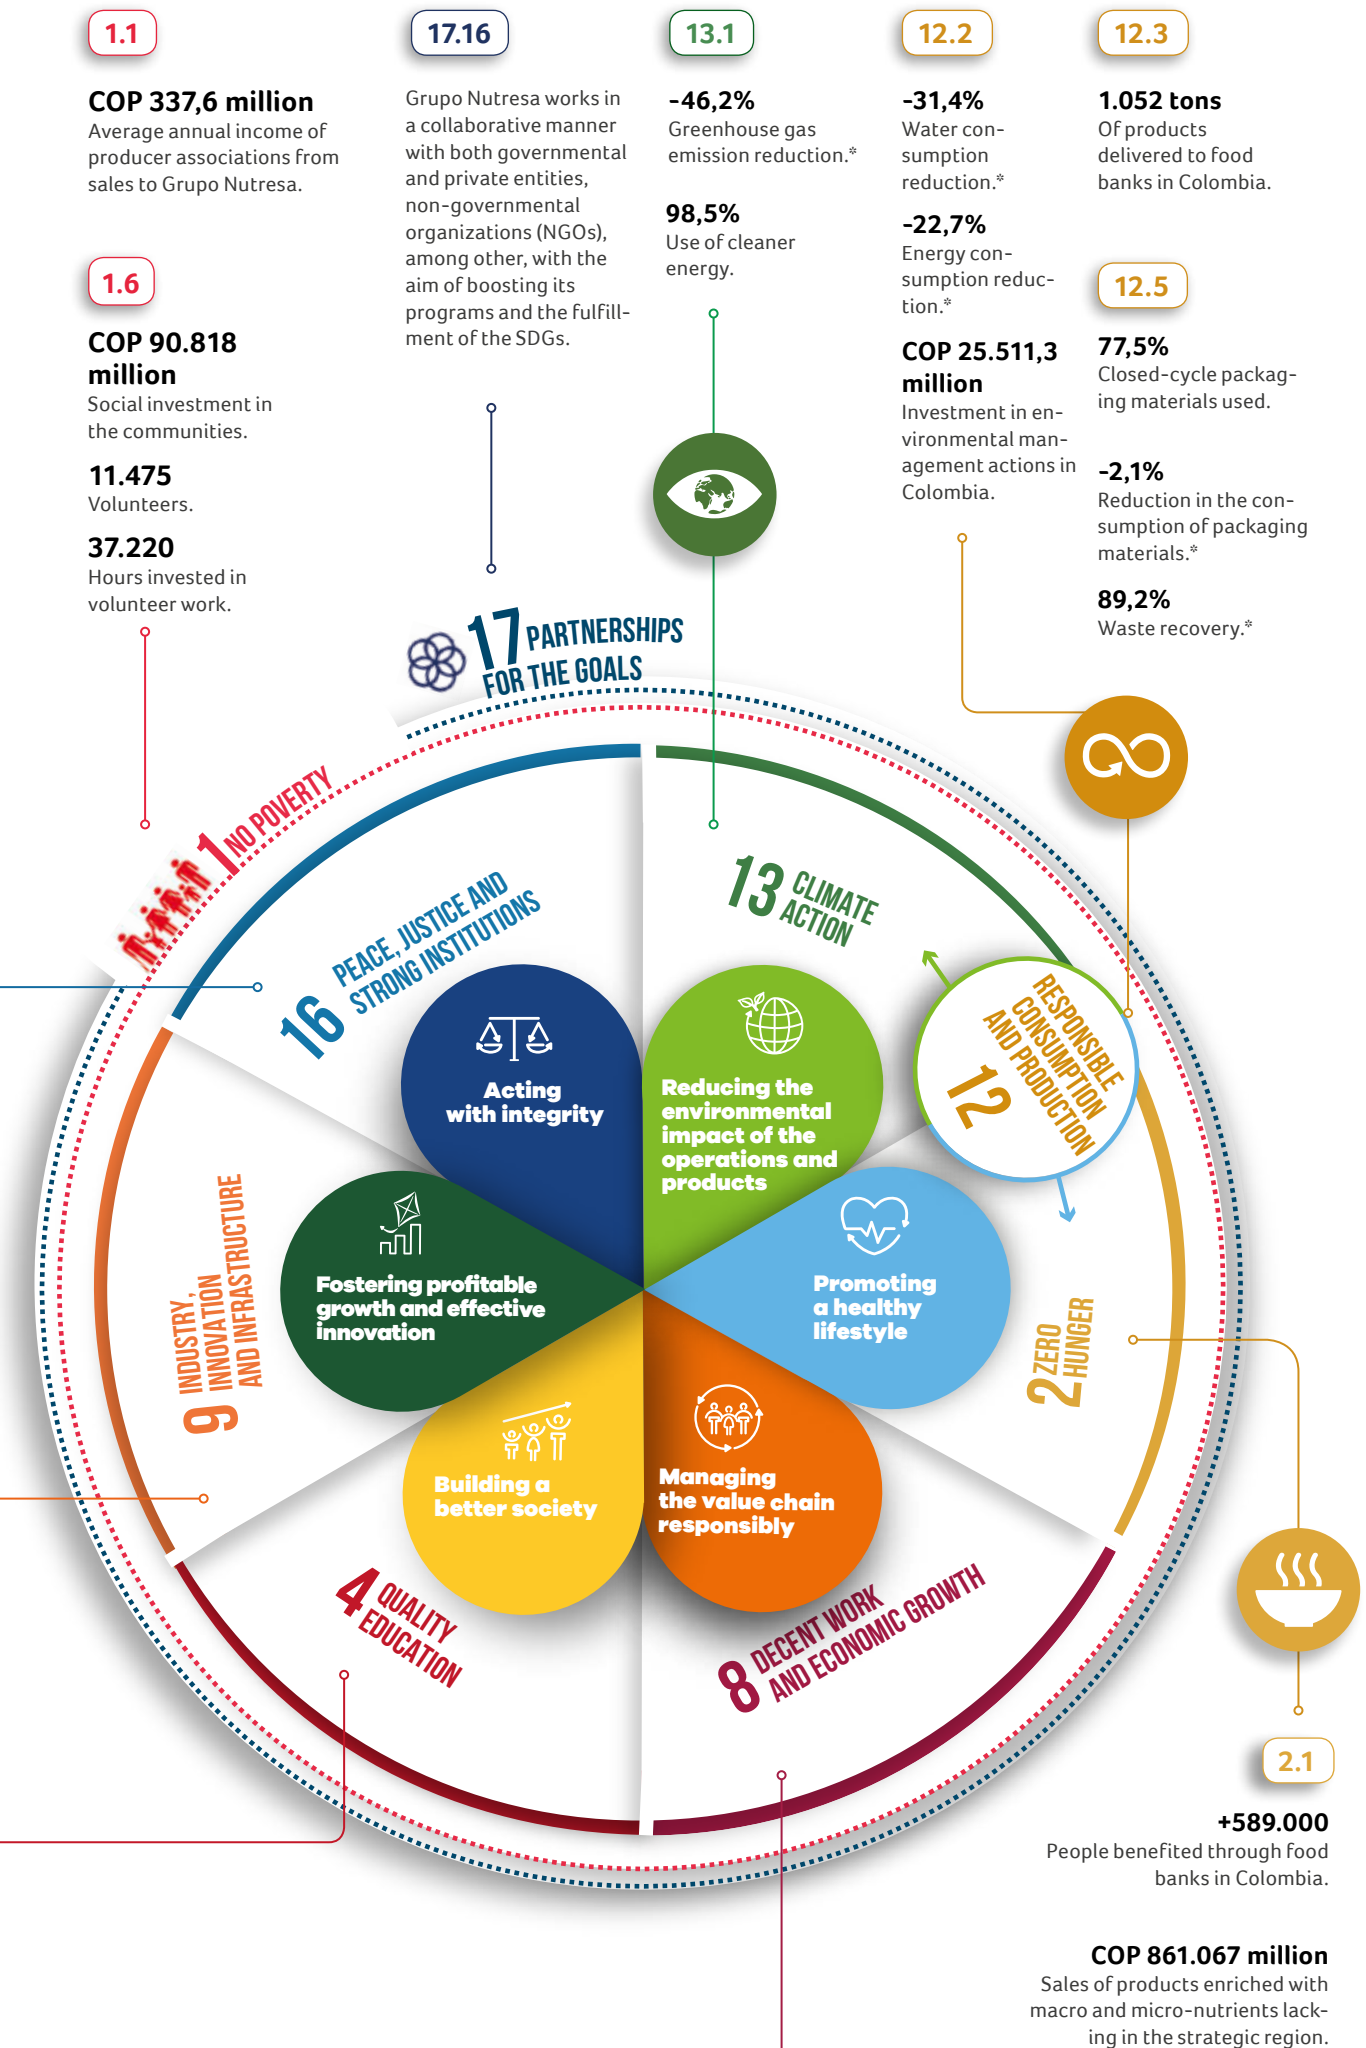 1.1
COP 337,6 million
Average annual income of
producer associations from
sales to Grupo Nutresa.
1.6
COP 90.818
million
Social investment in
the communities.
11.475
Volunteers.
37.220
Hours invested in
volunteer work.
17.16
Grupo Nutresa works in
a collaborative manner
with both governmental
and private entities,
non-governmental
organizations (NGOs),
among other, with the
aim of boosting its
programs and the fulfill-
ment of the SDGs.
13.1
-46,2%
Greenhouse gas
emission reduction.*
98,5%
Use of cleaner
energy.
12.2
-31,4%
Water con-
sumption
reduction.*
-22,7%
Energy con-
sumption reduc-
tion.*
COP 25.511,3
million
Investment in en-
vironmental man-
agement actions in
Colombia.
12.3
1.052 tons
Of products
delivered to food
banks in Colombia.
12.5
77,5%
Closed-cycle packag-
ing materials used.
-2,1%
Reduction in the con-
sumption of packaging
materials.*
89,2%
Waste recovery.*
17 PARTNERSHIPS
FOR THE GOALS
1 NO POVERTY
16 PEACE, JUSTICE AND
STRONG INSTITUTIONS
13 CLIMATE
ACTION
12 RESPONSIBLE
CONSUMPTION
AND PRODUCTION
Acting
with integrity
Reducing the
environmental
impact of the
operations and
products
9 INDUSTRY,
INNOVATION
AND INFRASTRUCTURE
Fostering profitable
growth and effective
innovation
Promoting
a healthy
lifestyle
2 ZERO
HUNGER
Building a
better society
Managing
the value chain
responsibly
4 QUALITY
EDUCATION
8 DECENT WORK
AND ECONOMIC GROWTH
2.1
+589.000
People benefited through food
banks in Colombia.
COP 861.067 million
Sales of products enriched with
macro and micro-nutrients lack-
ing in the strategic region.